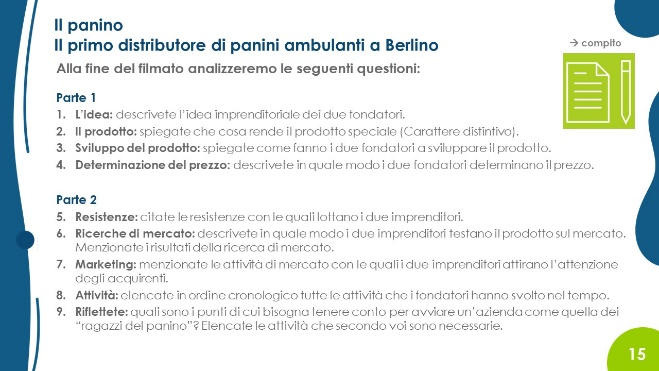 Il panino
Il primo distributore di panini ambulanti a Berlino
→ compito
Alla fine del filmato analizzeremo le seguenti questioni:
Parte 1
1. L'idea: descrivete l'idea imprenditoriale dei due fondatori.
2. Il prodotto: spiegate che cosa rende il prodotto speciale (Carattere distintivo).
3. Sviluppo del prodotto: spiegate come fanno i due fondatori a sviluppare il prodotto.
4. Determinazione del prezzo: descrivete in quale modo i due fondatori determinano il prezzo.
Parte 2
5. Resistenze: citate le resistenze con le quali lottano i due imprenditori.
6. Ricerche di mercato: descrivete in quale modo i due imprenditori testano il prodotto sul mercato.
Menzionate i risultati della ricerca di mercato.
7. Marketing: menzionate le attività di mercato con le quali i due imprenditori attirano l'attenzione
degli acquirenti.
8. Attività: elencate in ordine cronologico tutte le attività che i fondatori hanno svolto nel tempo.
9. Riflettete: quali sono i punti di cui bisogna tenere conto per avviare un'azienda come quella dei
"ragazzi del panino"? Elencate le attività che secondo voi sono necessarie.
15